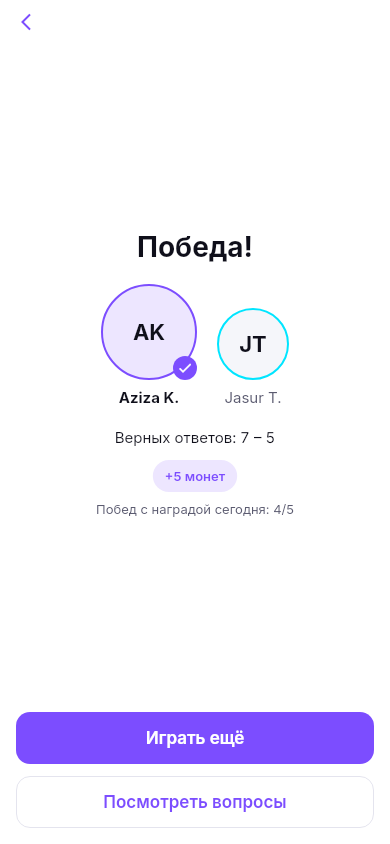 Победа!
AK
JT
Aziza K.
Jasur T.
Верных ответов: 7 – 5
+5 монет
Побед с наградой сегодня: 4/5
Играть ещё
Посмотреть вопросы